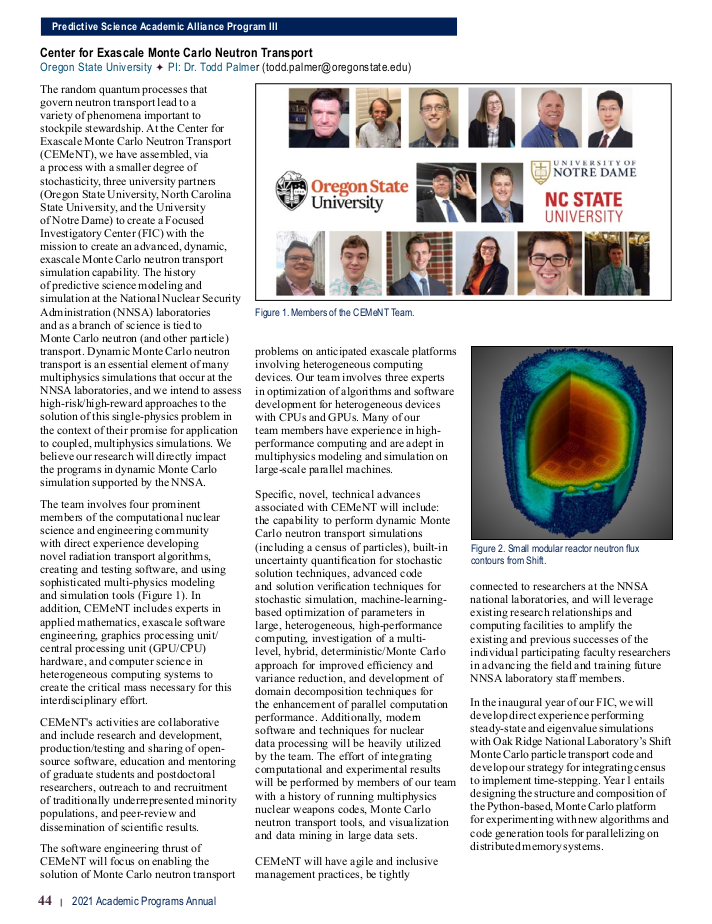 Predictive Science Academic Alliance Program III
Center for Exascale Monte Carlo Neutron Transport
Oregon State University ✦ PI: Dr. Todd Palmer (todd.palmer@oregonstate.edu)
The random quantum processes that
govern neutron transport lead to a
variety of phenomena important to
stockpile stewardship. At the Center for
Exascale Monte Carlo Neutron Transport
(CEMeNT), we have assembled, via
a process with a smaller degree of
stochasticity, three university partners
(Oregon State University, North Carolina
State University, and the University
of Notre Dame) to create a Focused
Investigatory Center (FIC) with the
mission to create an advanced, dynamic,
exascale Monte Carlo neutron transport
simulation capability. The history
of predictive science modeling and
simulation at the National Nuclear Security
Administration (NNSA) laboratories
and as a branch of science is tied to
Monte Carlo neutron (and other particle)
transport. Dynamic Monte Carlo neutron
transport is an essential element of many
multiphysics simulations that occur at the
NNSA laboratories, and we intend to assess
high-risk/high-reward approaches to the
solution of this single-physics problem in
the context of their promise for application
to coupled, multiphysics simulations. We
believe our research will directly impact
the programs in dynamic Monte Carlo
simulation supported by the NNSA.
The team involves four prominent
members of the computational nuclear
science and engineering community
with direct experience developing
novel radiation transport algorithms,
creating and testing software, and using
sophisticated multi-physics modeling
and simulation tools (Figure 1). In
addition, CEMeNT includes experts in
applied mathematics, exascale software
engineering, graphics processing unit/
central processing unit (GPU/CPU)
hardware, and computer science in
heterogeneous computing systems to
create the critical mass necessary for this
interdisciplinary effort.
CEMeNT's activities are collaborative
and include research and development,
production/testing and sharing of open-
source software, education and mentoring
of graduate students and postdoctoral
researchers, outreach to and recruitment
of traditionally underrepresented minority
populations, and peer-review and
dissemination of scientific results.
The software engineering thrust of
CEMeNT will focus on enabling the
solution of Monte Carlo neutron transport
Oregon State
University
UNIVERSITY OF
NOTRE DAME
NC STATE
UNIVERSITY
Figure 1. Members of the CEMeNT Team.
problems on anticipated exascale platforms
involving heterogeneous computing
devices. Our team involves three experts
in optimization of algorithms and software
development for heterogeneous devices
with CPUs and GPUs. Many of our
team members have experience in high-
performance computing and are adept in
multiphysics modeling and simulation on
large-scale parallel machines.
Specific, novel, technical advances
associated with CEMeNT will include:
the capability to perform dynamic Monte
Carlo neutron transport simulations
(including a census of particles), built-in
uncertainty quantification for stochastic
solution techniques, advanced code
and solution verification techniques for
stochastic simulation, machine-learning-
based optimization of parameters in
large, heterogeneous, high-performance
computing, investigation of a multi-
level, hybrid, deterministic/Monte Carlo
approach for improved efficiency and
variance reduction, and development of
domain decomposition techniques for
the enhancement of parallel computation
performance. Additionally, modern
software and techniques for nuclear
data processing will be heavily utilized
by the team. The effort of integrating
computational and experimental results
will be performed by members of our team
with a history of running multiphysics
nuclear weapons codes, Monte Carlo
neutron transport tools, and visualization
and data mining in large data sets.
CEMeNT will have agile and inclusive
management practices, be tightly
Figure 2. Small modular reactor neutron flux
contours from Shift.
connected to researchers at the NNSA
national laboratories, and will leverage
existing research relationships and
computing facilities to amplify the
existing and previous successes of the
individual participating faculty researchers
in advancing the field and training future
NNSA laboratory staff members.
In the inaugural year of our FIC, we will
develop direct experience performing
steady-state and eigenvalue simulations
with Oak Ridge National Laboratory's Shift
Monte Carlo particle transport code and
develop our strategy for integrating census
to implement time-stepping. Year 1 entails
designing the structure and composition of
the Python-based, Monte Carlo platform
for experimenting with new algorithms and
code generation tools for parallelizing on
distributed memory systems.
44 | 2021 Academic Programs Annual